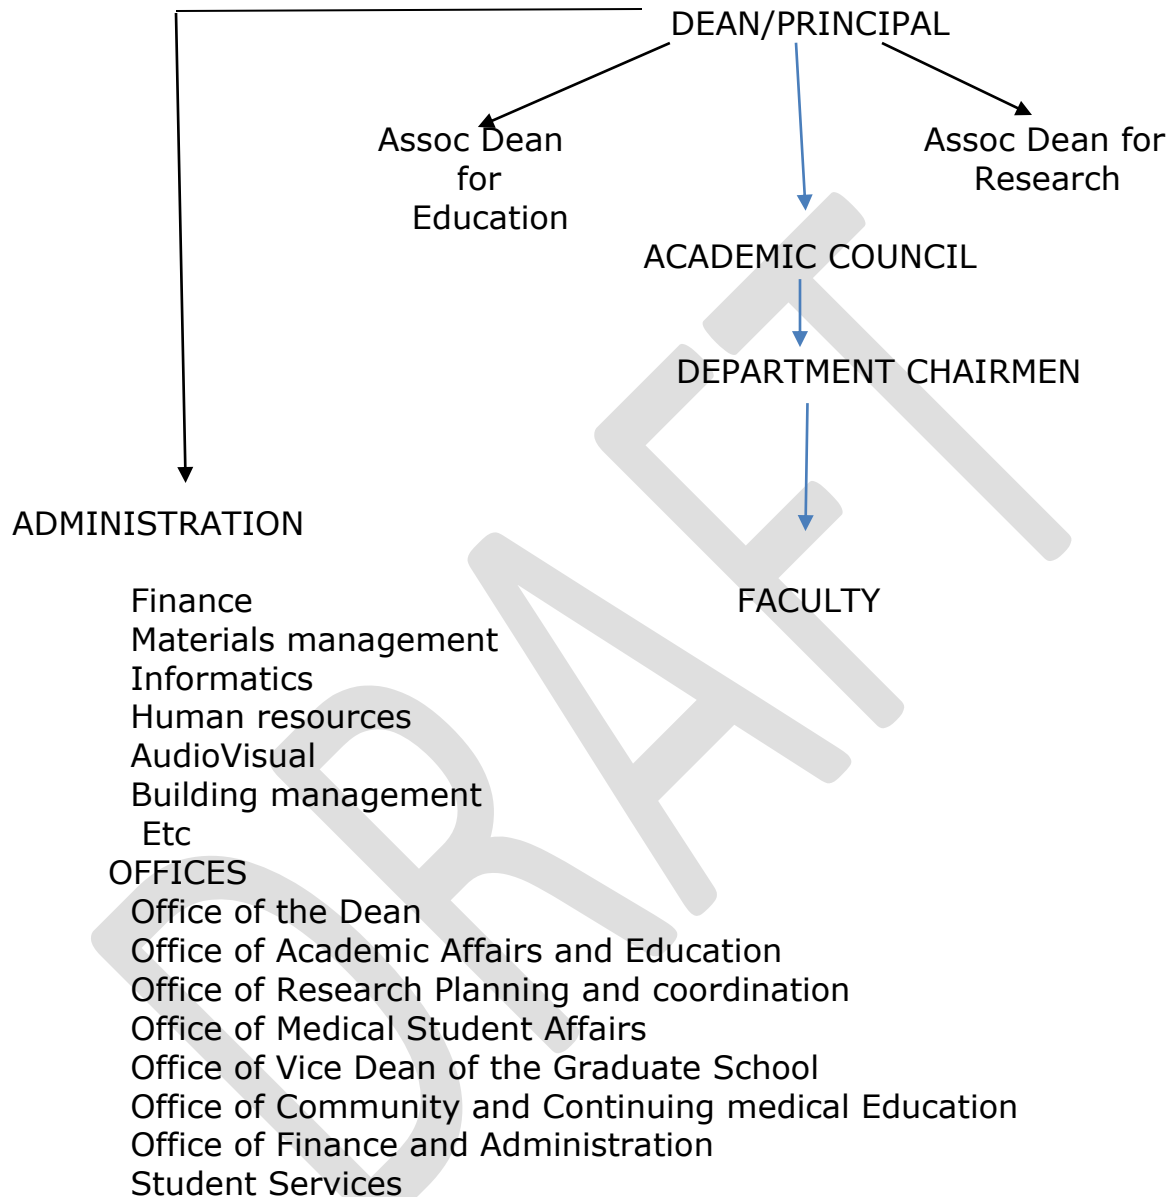 DEAN/PRINCIPAL
Assoc Dean
for
Education
Assoc Dean for
Research
ACADEMIC COUNCIL
DEPARTMENT CHAIRMEN
ADMINISTRATION
FACULTY
Finance
Materials management
Informatics
Human resources
AudioVisual
Building management
Etc
OFFICES
Office of the Dean
Office of Academic Affairs and Education
Office of Research Planning and coordination
Office of Medical Student Affairs
Office of Vice Dean of the Graduate School
Office of Community and Continuing medical Education
Office of Finance and Administration
Student Services
DRAFT